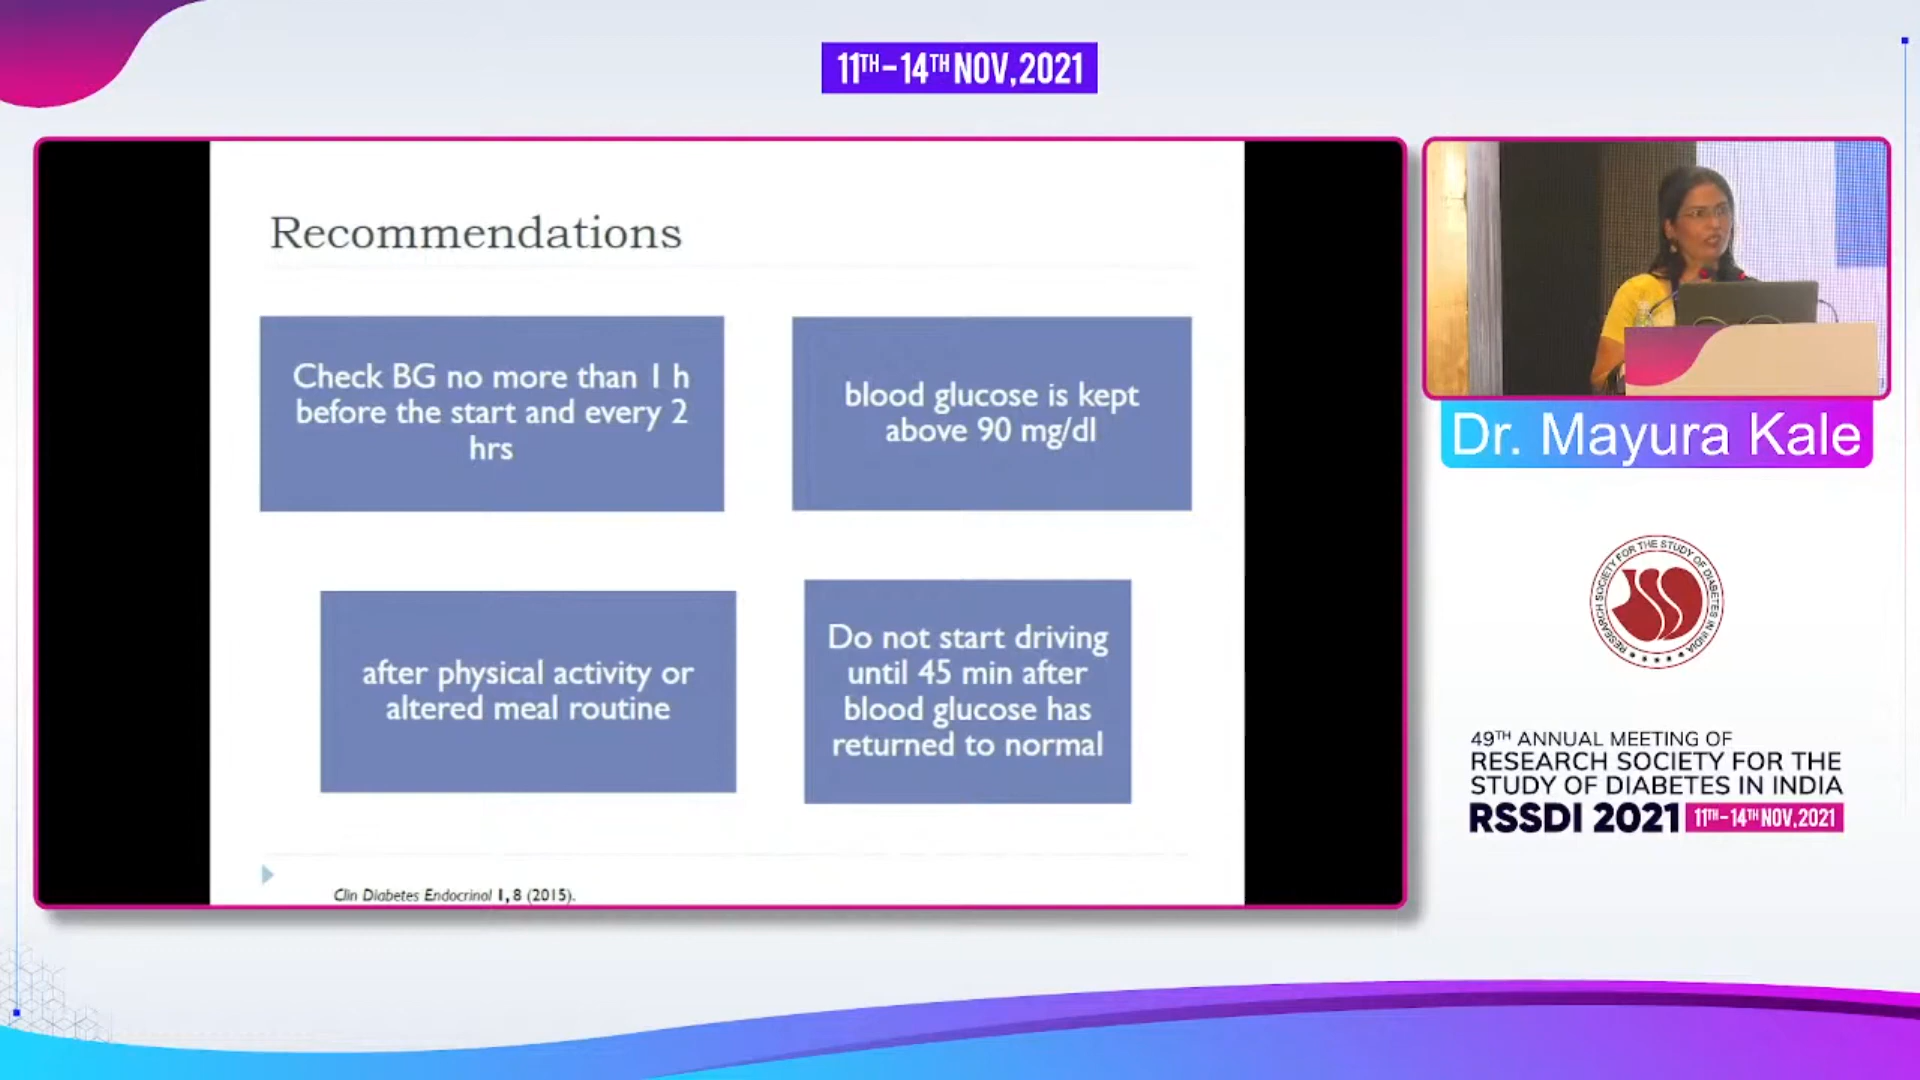 11TH-14TH NOV, 2021
Recommendations
Check BG no more than 1 h
before the start and every 2
hrs
blood glucose is kept
above 90 mg/dl
after physical activity or
altered meal routine
Do not start driving
until 45 min after
blood glucose has
returned to normal
Clin Diabetes Endocrinol 1, 8 (2015).
Dr. Mayura Kale
RESEARCH SOCIETY FOR THE STUDY OF DIABETES IN INDIA
49TH ANNUAL MEETING OF
RESEARCH SOCIETY FOR THE
STUDY OF DIABETES IN INDIA
RSSDI 2021 11TH-14TH NOV, 2021